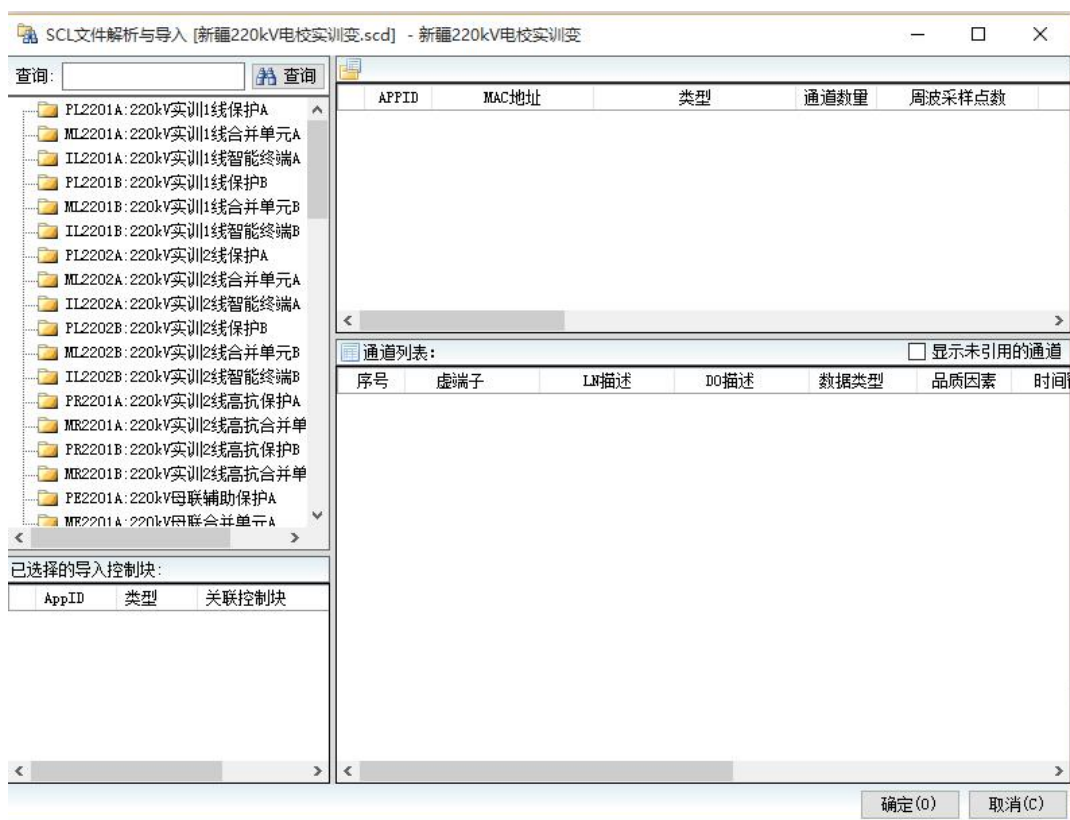 SCL文件解析与导入 [新疆220kV电校实训变.scd] - 新疆220kV电校实训变
查询:
查询
PL2201A:220kV实训1线保护A
ML2201A:220kV实训1线合并单元A
IL2201A:220kV实训1线智能终端A
PL2201B:220kV实训1线保护B
ML2201B:220kV实训1线合并单元B
IL2201B:220kV实训1线智能终端B
PL2202A:220kV实训2线保护A
ML2202A:220kV实训2线合并单元A
IL2202A:220kV实训2线智能终端A
PL2202B:220kV实训2线保护B
ML2202B:220kV实训2线合并单元B
IL2202B:220kV实训2线智能终端B
PR2201A:220kV实训2线高抗保护A
MR2201A:220kV实训2线高抗合并单
PR2201B:220kV实训2线高抗保护B
MR2201B:220kV实训2线高抗合并单
PE2201A:220kV母联辅助保护A
ME2201A:220kV母联合并单元A
已选择的导入控制块:
AppID 类型 关联控制块
APPID MAC地址 类型 通道数量 周波采样点数
通道列表:
显示未引用的通道
序号 虚端子 LN描述 DO描述 数据类型 品质因素 时间
确定(O) 取消(C)